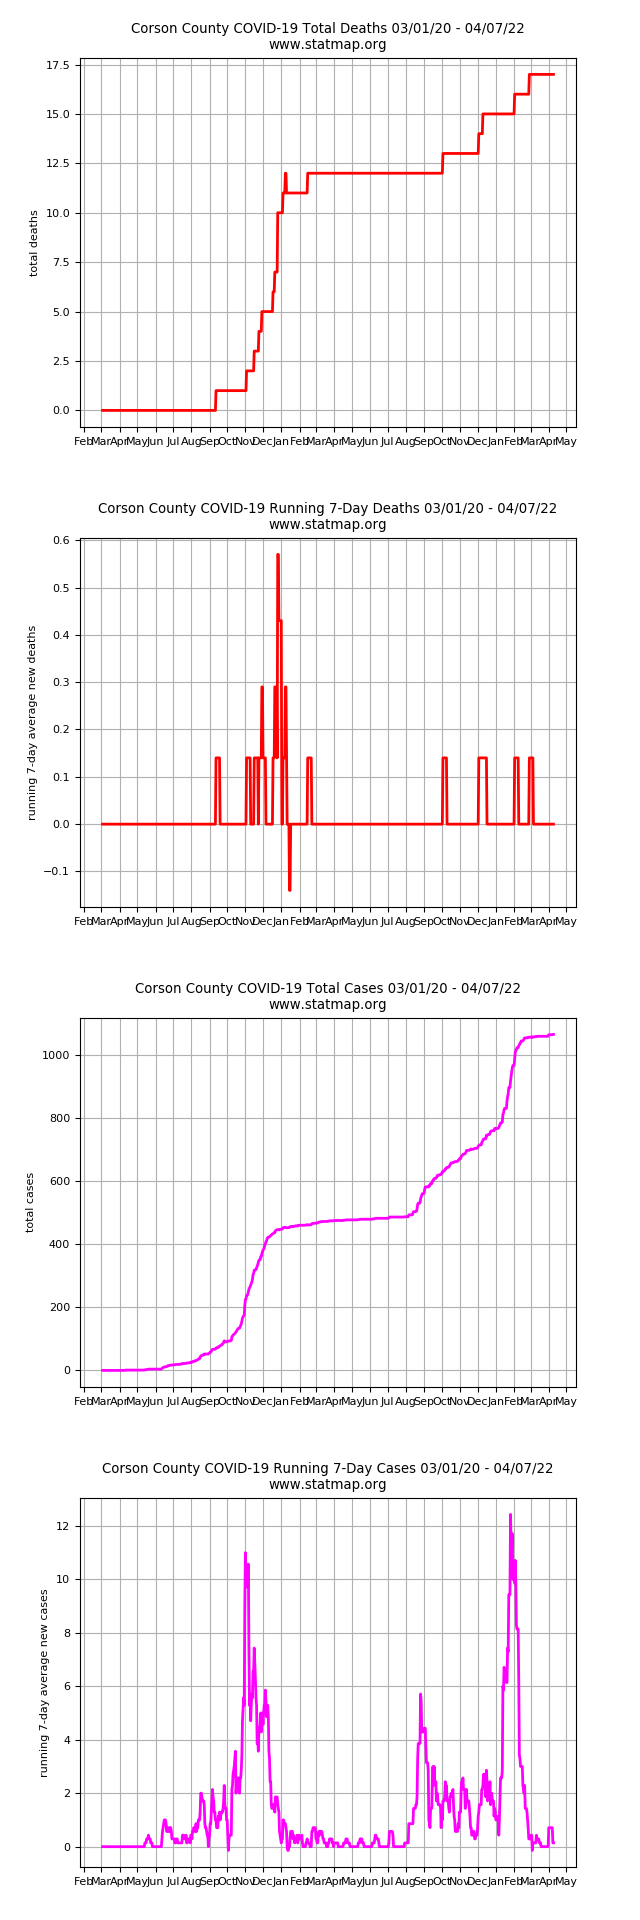 Corson County COVID-19 Total Deaths 03/01/20 - 04/07/22
www.statmap.org
17.5
15.0
12.5
10.0
7.5
5.0
2.5
0.0
total deaths
Feb Mar Apr May Jun Jul Aug Sep Oct Nov Dec Jan Feb Mar Apr May Jun Jul Aug Sep Oct Nov Dec Jan Feb Mar Apr May
Corson County COVID-19 Running 7-Day Deaths 03/01/20 - 04/07/22
www.statmap.org
0.6
0.5
0.4
0.3
0.2
0.1
0.0
−0.1
running 7-day average new deaths
Feb Mar Apr May Jun Jul Aug Sep Oct Nov Dec Jan Feb Mar Apr May Jun Jul Aug Sep Oct Nov Dec Jan Feb Mar Apr May
Corson County COVID-19 Total Cases 03/01/20 - 04/07/22
www.statmap.org
1000
800
600
400
200
0
total cases
Feb Mar Apr May Jun Jul Aug Sep Oct Nov Dec Jan Feb Mar Apr May Jun Jul Aug Sep Oct Nov Dec Jan Feb Mar Apr May
Corson County COVID-19 Running 7-Day Cases 03/01/20 - 04/07/22
www.statmap.org
12
10
8
6
4
2
0
running 7-day average new cases
Feb Mar Apr May Jun Jul Aug Sep Oct Nov Dec Jan Feb Mar Apr May Jun Jul Aug Sep Oct Nov Dec Jan Feb Mar Apr May